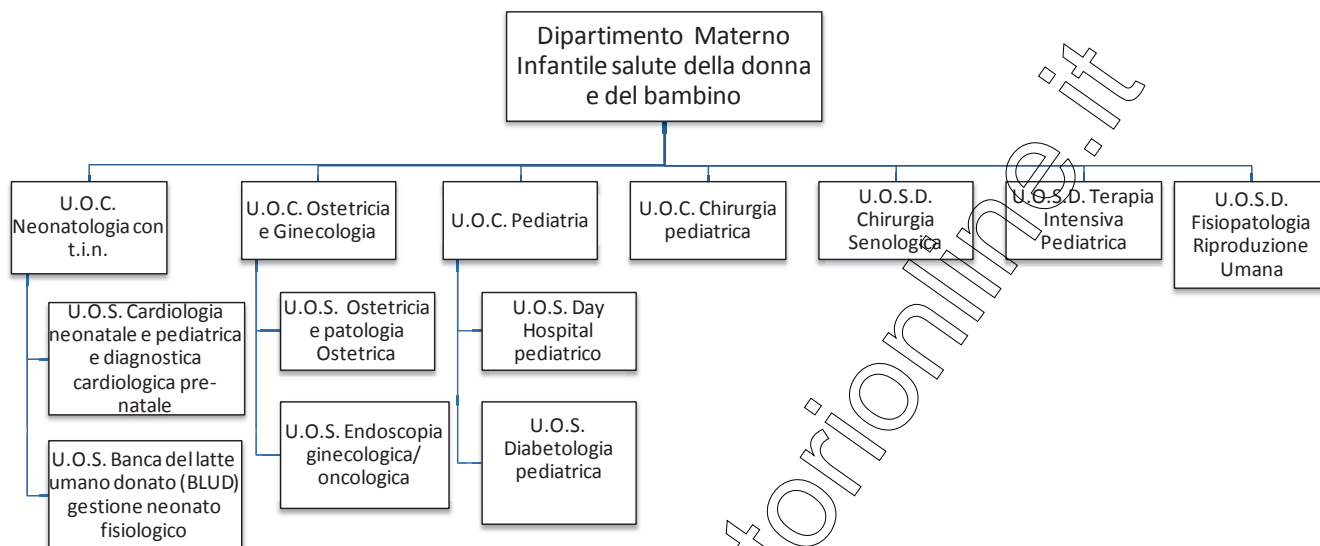 Dipartimento Materno
Infantile salute della donna
e del bambino
U.O.C.
Neonatologia con
t.i.n.
U.O.C. Ostetricia
e Ginecologia
U.O.C. Pediatria
U.O.C. Chirurgia
pediatrica
U.O.S.D.
Chirurgia
Senologica
U.O.S.D. Terapia
Intensiva
Pediatrica
U.O.S.D.
Fisiopatologia
Riproduzione
Umana
U.O.S. Cardiologia
neonatale e pediatrica
e diagnostica
cardiologica pre-
natale
U.O.S. Ostetricia
e patologia
Ostetrica
U.O.S. Day
Hospital
pediatrico
U.O.S. Banca del latte
umano donato (BLUD)
gestione neonato
fisiologico
U.O.S. Endoscopia
ginecologica/
oncologica
U.O.S.
Diabetologia
pediatrica
torionline.it